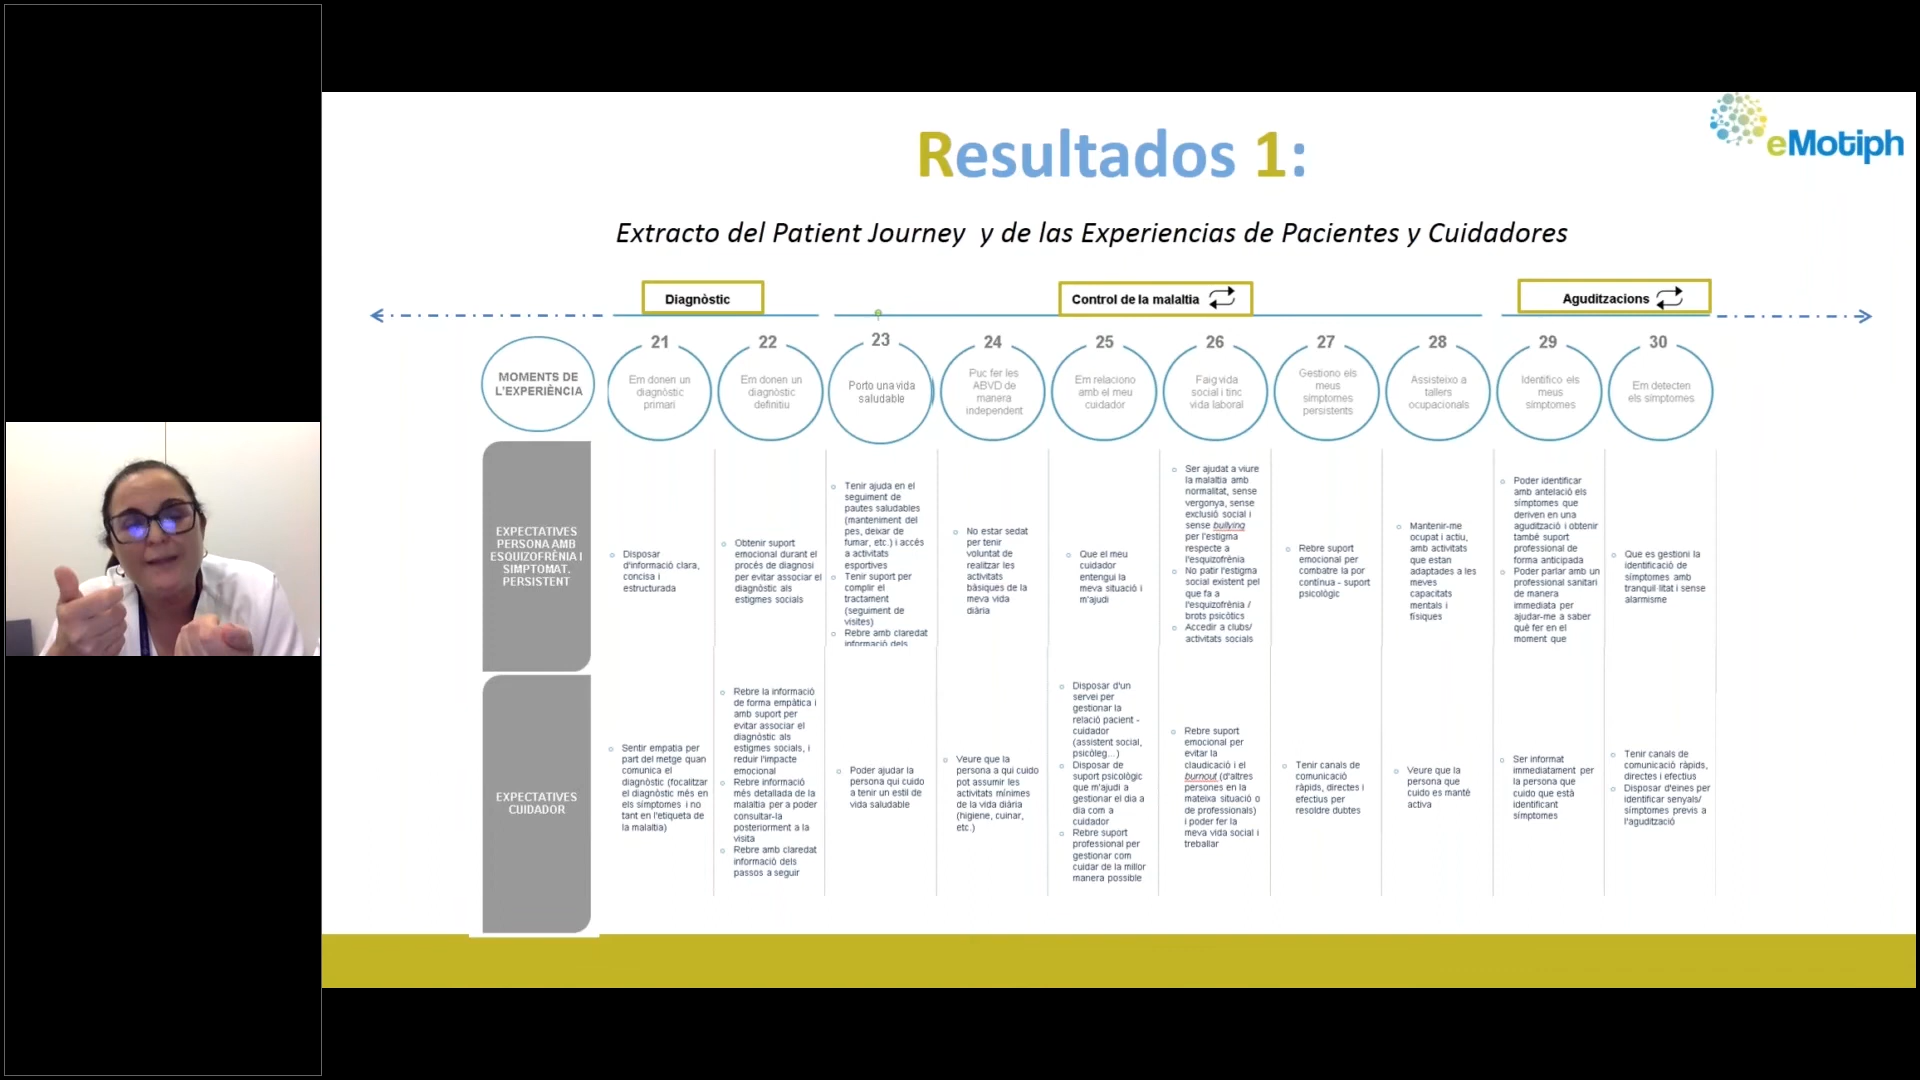 eMotiph
Resultados 1:
Extracto del Patient Journey y de las Experiencias de Pacientes y Cuidadores
Diagnòstic
Control de la malaltia
Aguditzacions
MOMENTS DE
L'EXPERIÈNCIA
21
Em donen un
diagnòstic
primari
22
Em donen un
diagnòstic
definitiu
23
Porto una vida
saludable
24
Puc fer les
ABVD de
manera
independent
25
Em relaciono
amb el meu
cuidador
26
Faig vida
social i tinc
vida laboral
27
Gestiono els
meus
símptomes
persistents
28
Assisteixo a
tallers
ocupacionals
29
Identifico els
meus
símptomes
30
Em detecten
els símptomes
EXPECTATIVES
PERSONA AMB
ESQUIZOFRÈNIA I
SIMPTOMAT.
PERSISTENT
Disposar
d'informació clara,
concisa i
estructurada
Obtenir suport
emocional durant el
procés de diagnosi
per evitar associar el
diagnòstic als
estigmes socials
Tenir ajuda en el
seguiment de
pautes saludables
(manteniment del
pes, deixar de
fumar, etc.) i accés
a activitats
esportives
Tenir suport per
complir el
tractament
(seguiment de
visites)
Rebre amb claredat
informació dels
No estar sedat
per tenir
voluntat de
realitzar les
activitats
bàsiques de la
meva vida
diària
Que el meu
cuidador
entengui la
meva situació i
m'ajudi
Ser ajudat a viure
la malaltia amb
normalitat, sense
vergonya, sense
exclusió social i
sense bullying
per l'estigma
respecte a
l'esquizofrènia
No patir l'estigma
social existent pel
que fa a
l'esquizofrènia /
brots psicòtics
Accedir a clubs/
activitats socials
Rebre suport
emocional per
combatre la por
contínua - suport
psicològic
Mantenir-me
ocupat i actiu,
amb activitats
que estan
adaptades a les
meves
capacitats
mentals i
físiques
Poder identificar
amb antelació els
símptomes que
deriven en una
agudització i obtenir
també suport
professional de
forma anticipada
Poder parlar amb un
professional sanitari
de manera
immediata per
ajudar-me a saber
què fer en el
moment que
Que es gestioni la
identificació de
símptomes amb
tranquil·litat i sense
alarmisme
EXPECTATIVES
CUIDADOR
Sentir empatia per
part del metge quan
comunica el
diagnòstic (focalitzar
el diagnòstic més en
els símptomes i no
tant en l'etiqueta de
la malaltia)
Rebre la informació
de forma empàtica i
amb suport per
evitar associar el
diagnòstic als
estigmes socials, i
reduir l'impacte
emocional
Rebre informació
més detallada de la
malaltia per a poder
consultar-la
posteriorment a la
visita
Rebre amb claredat
informació dels
passos a seguir
Poder ajudar la
persona qui cuido
a tenir un estil de
vida saludable
Veure que la
persona a qui cuido
pot assumir les
activitats mínimes
de la vida diària
(higiene, cuinar,
etc.)
Disposar d'un
servei per
gestionar la
relació pacient -
cuidador
(assistent social,
psicòleg...)
Disposar de
suport psicològic
que m'ajudi a
gestionar el dia a
dia com a
cuidador
Rebre suport
professional per
gestionar com
cuidar de la millor
manera possible
Rebre suport
emocional per
evitar la
claudicació i el
burnout (d'altres
persones en la
mateixa situació o
de professionals)
i poder fer la
meva vida social i
treballar
Tenir canals de
comunicació
ràpids, directes i
efectius per
resoldre dubtes
Veure que la
persona que
cuido es manté
activa
Ser informat
immediatament per
la persona que
cuido que està
identificant
símptomes
Tenir canals de
comunicació ràpids,
directes i efectius
Disposar d'eines per
identificar senyals/
símptomes previs a
l'agudització